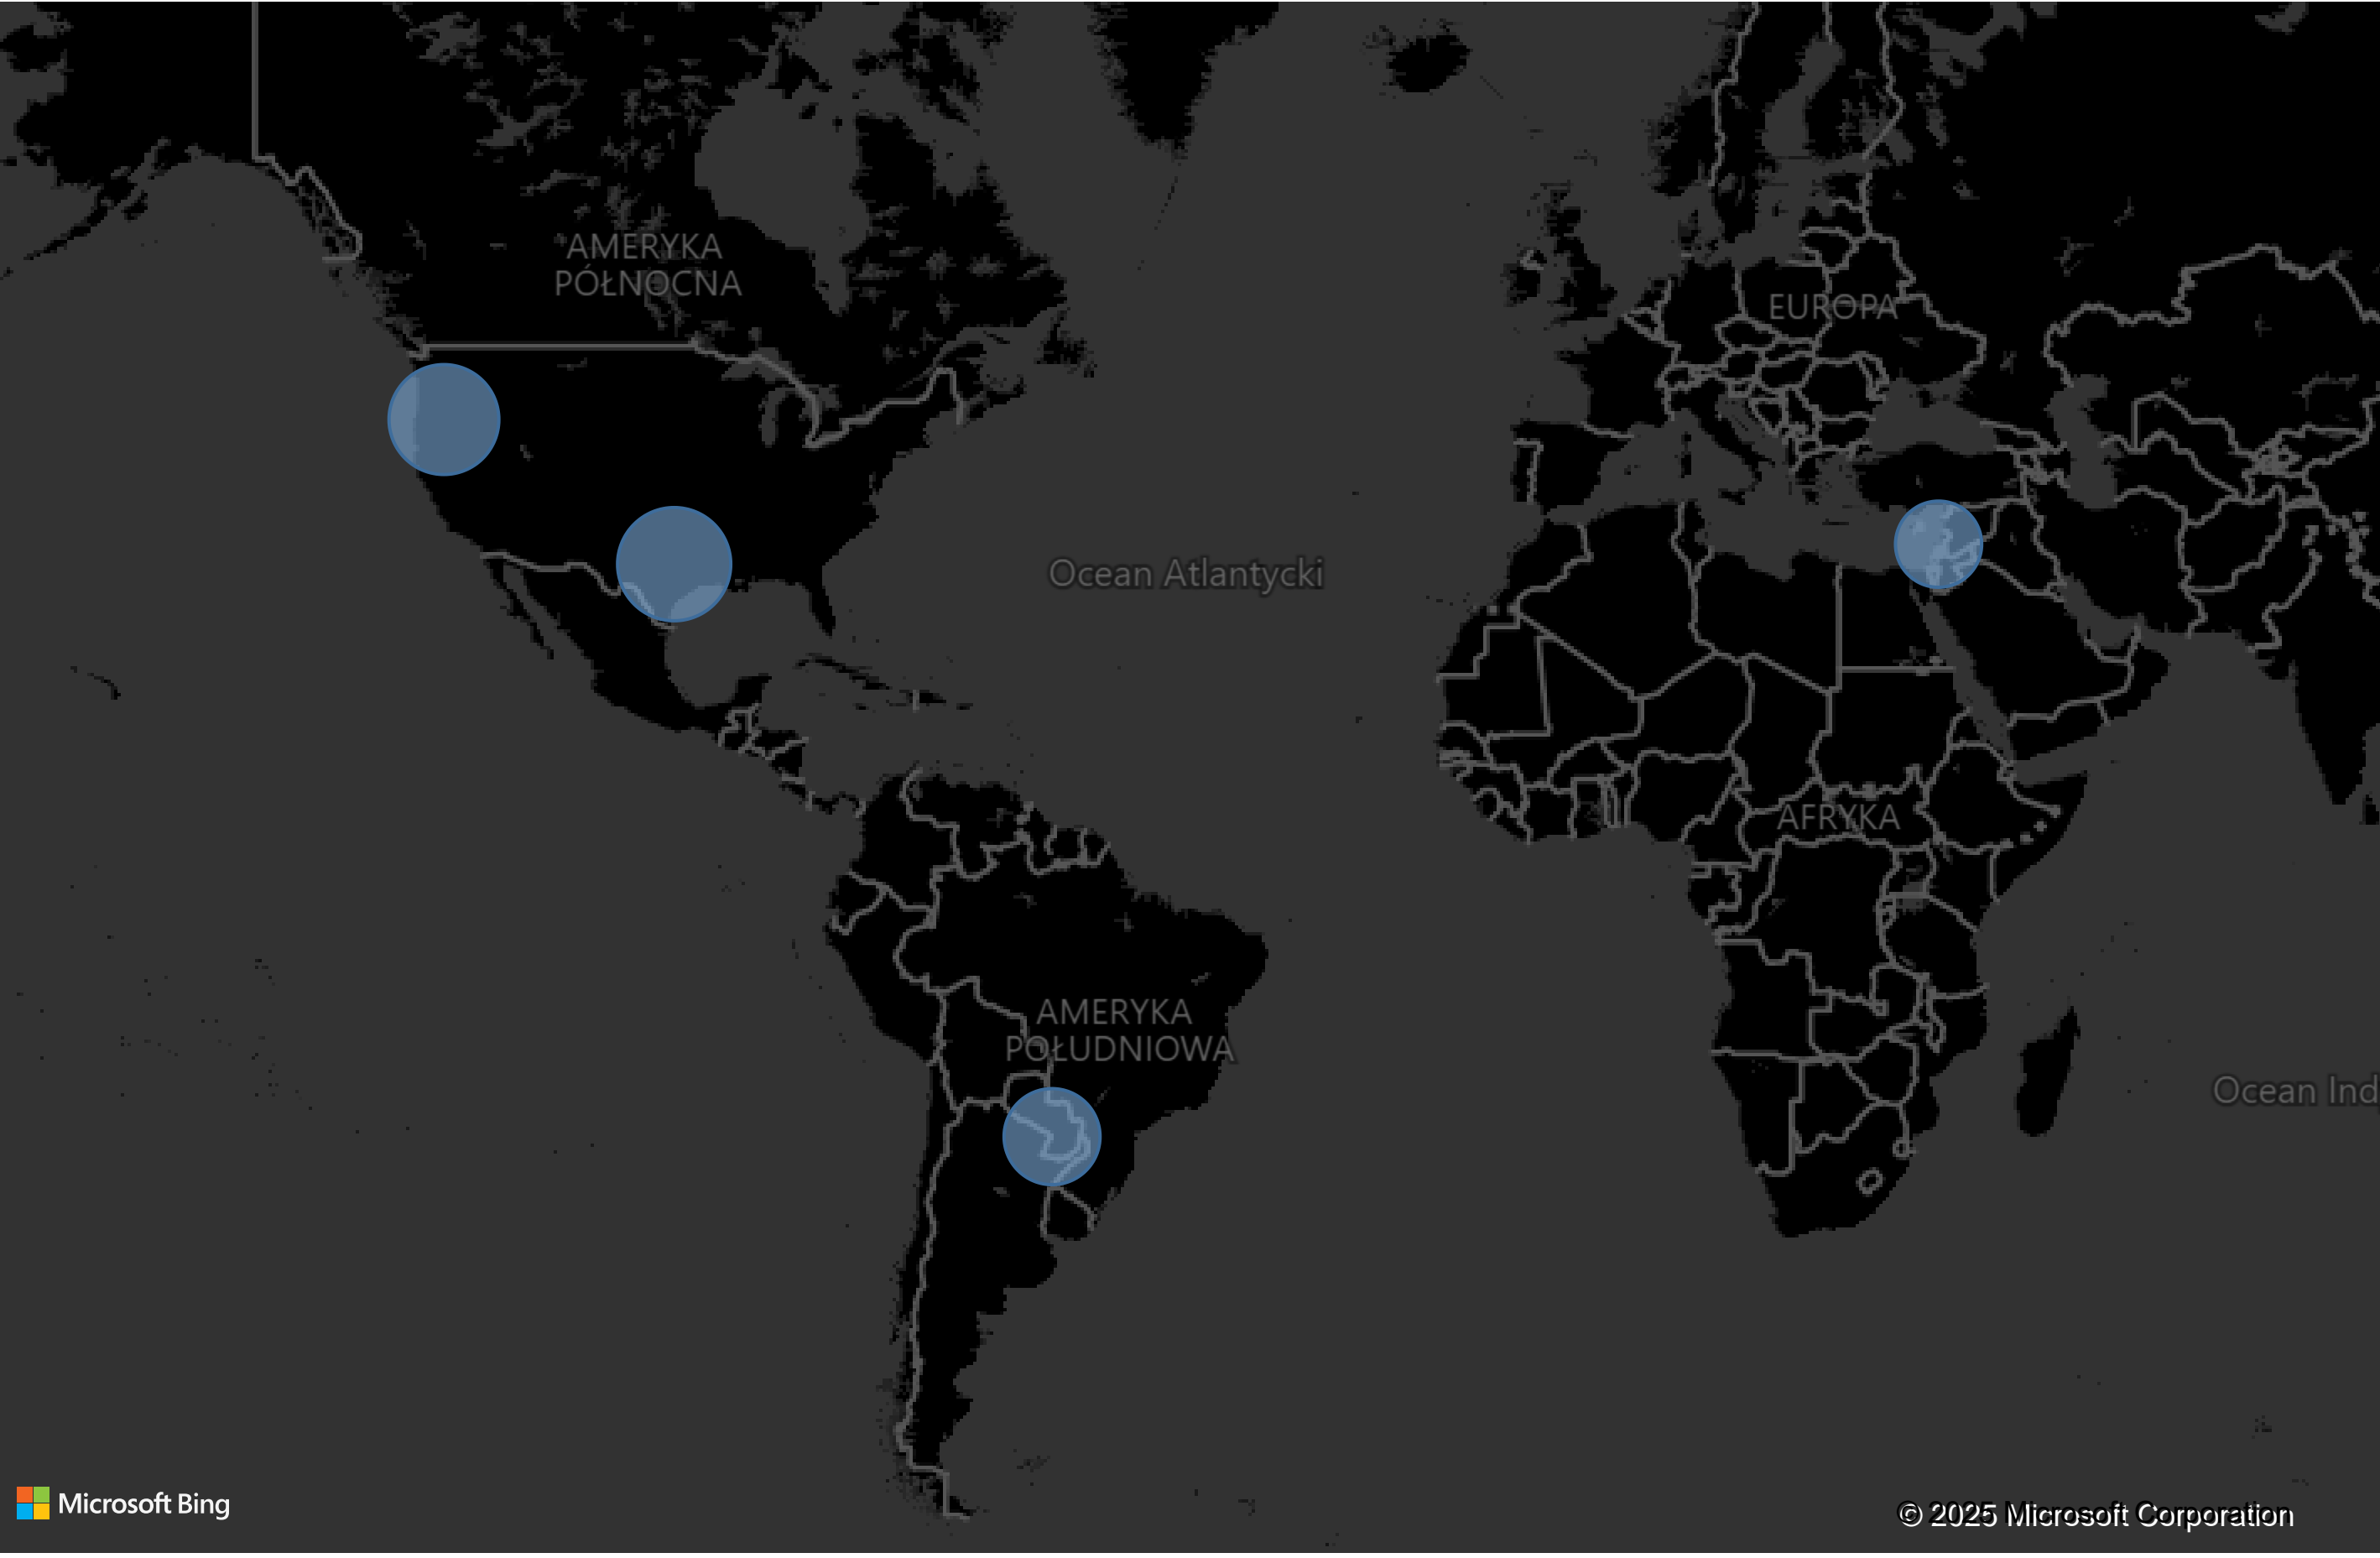 AMERYKA
PÓŁNOCNA
EUROPA
Ocean Atlantycki
AFRYKA
AMERYKA
POŁUDNIOWA
Ocean Ind
Microsoft Bing
© 2025 Microsoft Corporation